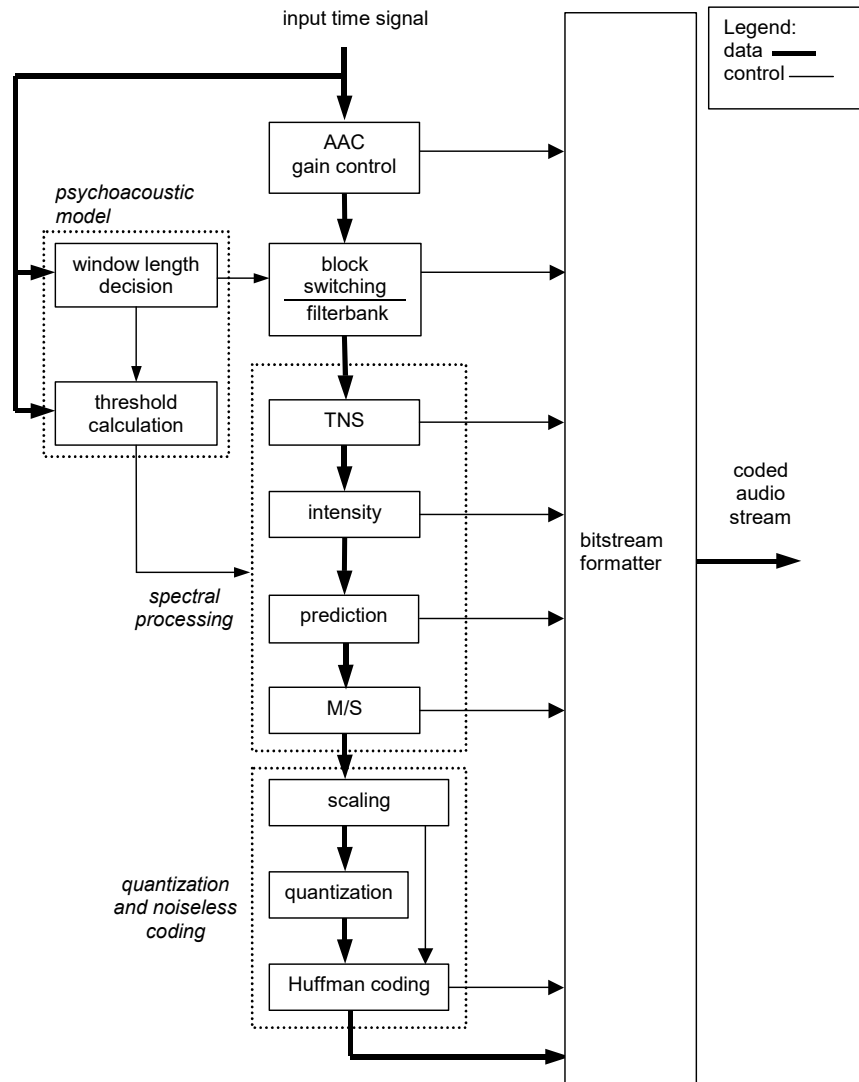 input time signal
Legend:
data
control
AAC
gain control
psychoacoustic
model
window length
decision
block
switching
filterbank
threshold
calculation
TNS
intensity
spectral
processing
prediction
M/S
bitstream
formatter
coded
audio
stream
scaling
quantization
and noiseless
coding
quantization
Huffman coding